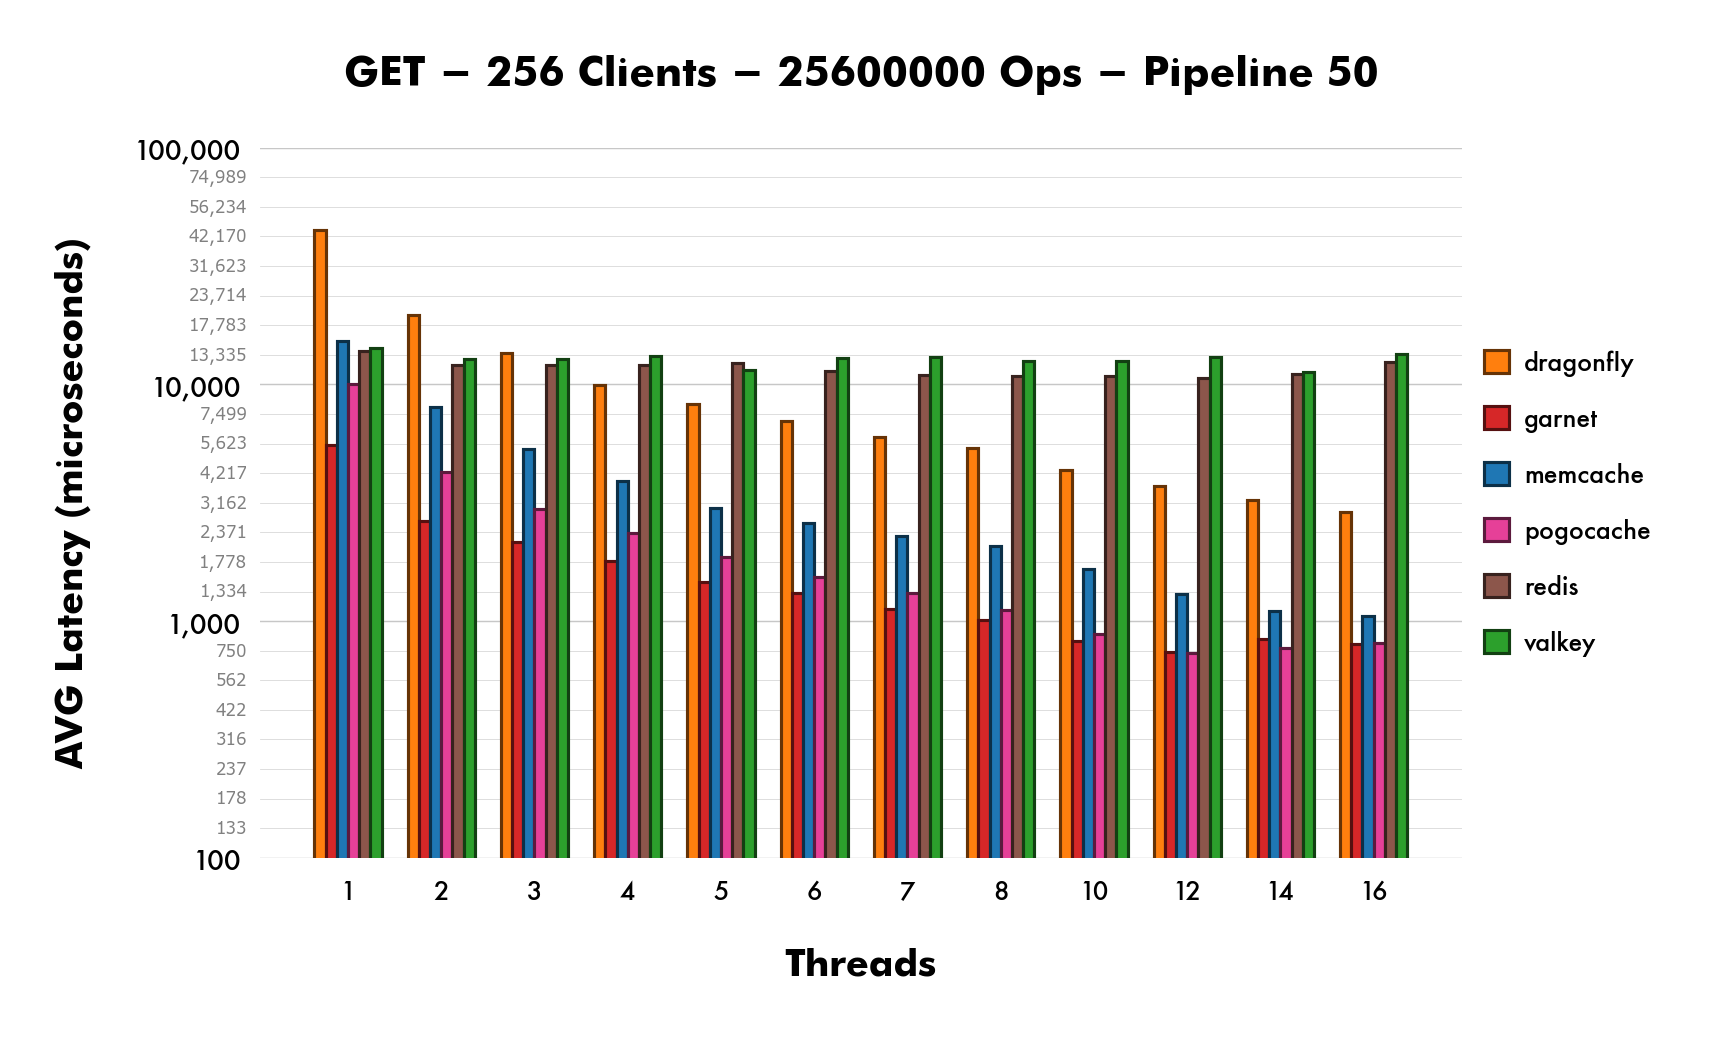 GET – 256 Clients – 25600000 Ops – Pipeline 50
AVG Latency (microseconds)
100,000
74,989
56,234
42,170
31,623
23,714
17,783
13,335
10,000
7,499
5,623
4,217
3,162
2,371
1,778
1,334
1,000
750
562
422
316
237
178
133
100
1 2 3 4 5 6 7 8 10 12 14 16
Threads
dragonfly
garnet
memcache
pogocache
redis
valkey